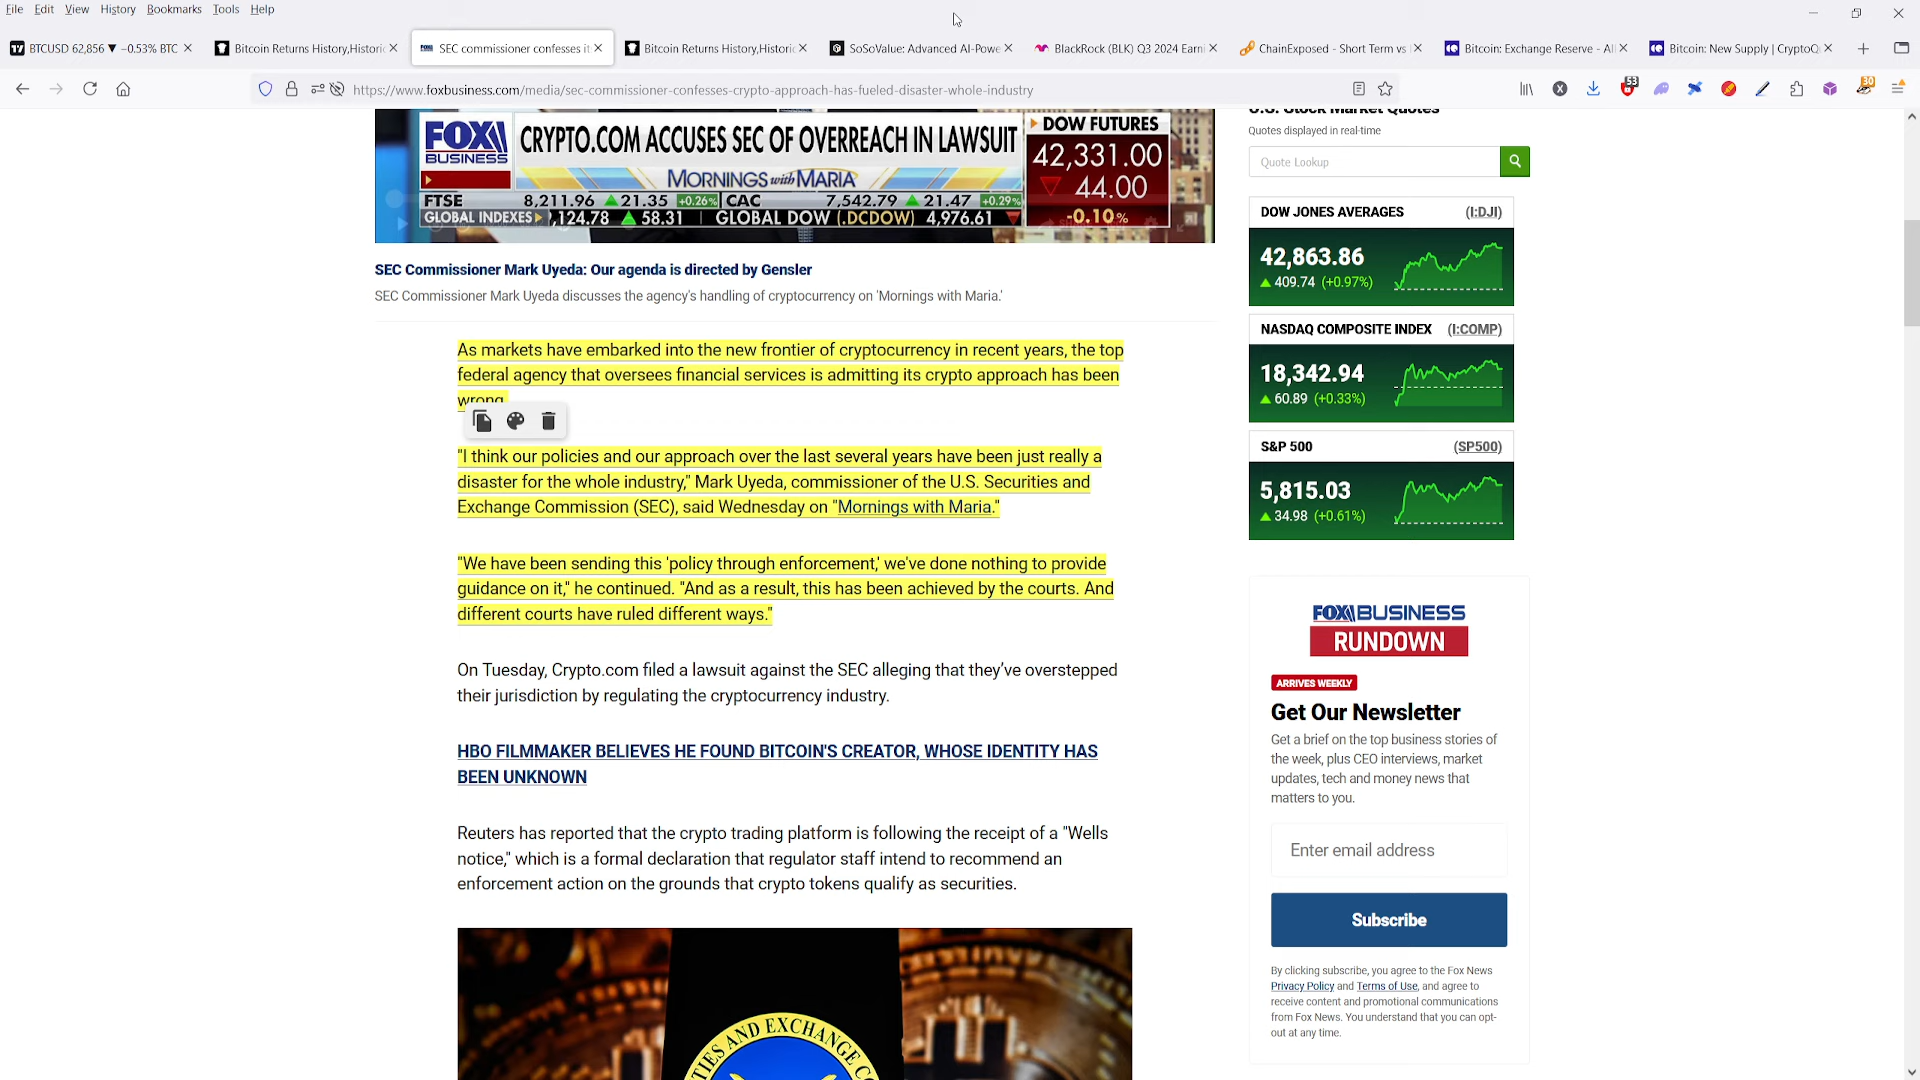 File Edit View History Bookmarks Tools Help
BTCUSD 62,856 ▼ −0.53% BTC
Bitcoin Returns History,Historic
SEC commissioner confesses it
Bitcoin Returns History,Historic
SoSoValue: Advanced AI-Powe
BlackRock (BLK) Q3 2024 Earni
ChainExposed - Short Term vs
Bitcoin: Exchange Reserve - Al
Bitcoin: New Supply | CryptoQ
https://www.foxbusiness.com/media/sec-commissioner-confesses-crypto-approach-has-fueled-disaster-whole-industry
53
30
FOX BUSINESS
CRYPTO.COM ACCUSES SEC OF OVERREACH IN LAWSUIT
MORNINGS with MARIA
DOW FUTURES
42,331.00
▼ 44.00
-0.10%
FTSE 8,211.96 ▲ 21.35 +0.26% CAC 7,542.79 ▲ 21.47 +0.29%
GLOBAL INDEXES ,124.78 ▲ 58.31 | GLOBAL DOW (.DCDOW) 4,976.61 ▼
SEC Commissioner Mark Uyeda: Our agenda is directed by Gensler
SEC Commissioner Mark Uyeda discusses the agency's handling of cryptocurrency on 'Mornings with Maria.'
As markets have embarked into the new frontier of cryptocurrency in recent years, the top
federal agency that oversees financial services is admitting its crypto approach has been
wrong.
"I think our policies and our approach over the last several years have been just really a
disaster for the whole industry," Mark Uyeda, commissioner of the U.S. Securities and
Exchange Commission (SEC), said Wednesday on "Mornings with Maria."
"We have been sending this 'policy through enforcement,' we've done nothing to provide
guidance on it," he continued. "And as a result, this has been achieved by the courts. And
different courts have ruled different ways."
On Tuesday, Crypto.com filed a lawsuit against the SEC alleging that they've overstepped
their jurisdiction by regulating the cryptocurrency industry.
HBO FILMMAKER BELIEVES HE FOUND BITCOIN'S CREATOR, WHOSE IDENTITY HAS
BEEN UNKNOWN
Reuters has reported that the crypto trading platform is following the receipt of a "Wells
notice," which is a formal declaration that regulator staff intend to recommend an
enforcement action on the grounds that crypto tokens qualify as securities.
AND EXCHANGE
U.S. Stock Market Quotes
Quotes displayed in real-time
Quote Lookup
DOW JONES AVERAGES (I:DJI)
42,863.86
▲ 409.74 (+0.97%)
NASDAQ COMPOSITE INDEX (I:COMP)
18,342.94
▲ 60.89 (+0.33%)
S&P 500 (SP500)
5,815.03
▲ 34.98 (+0.61%)
FOX BUSINESS
RUNDOWN
ARRIVES WEEKLY
Get Our Newsletter
Get a brief on the top business stories of
the week, plus CEO interviews, market
updates, tech and money news that
matters to you.
Enter email address
Subscribe
By clicking subscribe, you agree to the Fox News
Privacy Policy and Terms of Use, and agree to
receive content and promotional communications
from Fox News. You understand that you can opt-
out at any time.